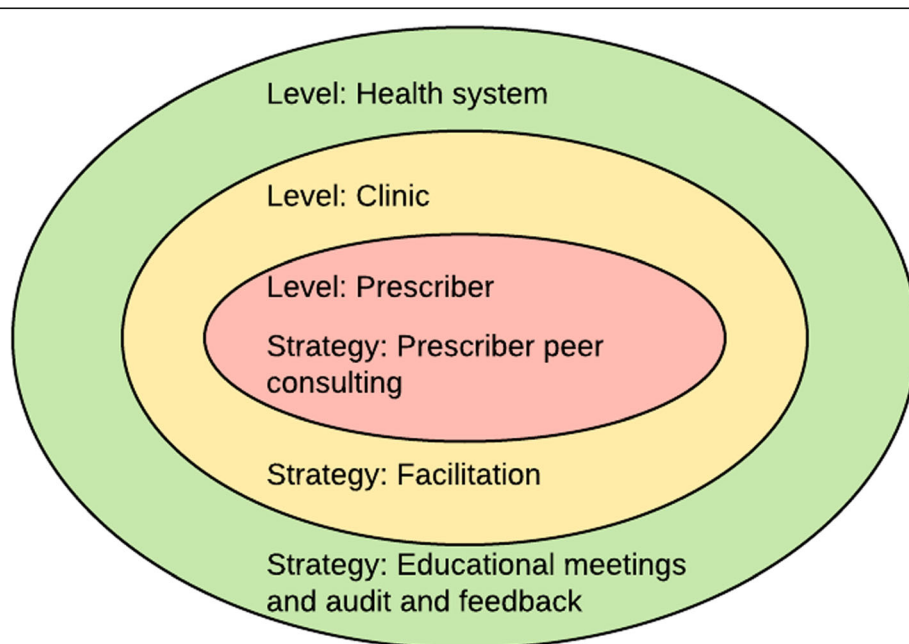 Level: Health system
Level: Clinic
Level: Prescriber
Strategy: Prescriber peer
consulting
Strategy: Facilitation
Strategy: Educational meetings
and audit and feedback